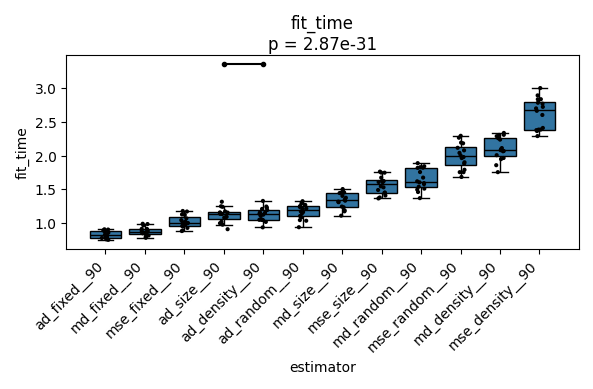 fit_time
p = 2.87e-31
fit_time
3.0
2.5
2.0
1.5
1.0
ad_fixed__90
md_fixed__90
mse_fixed__90
ad_size__90
ad_density__90
ad_random__90
md_size__90
mse_size__90
md_random__90
mse_random__90
md_density__90
mse_density__90
estimator